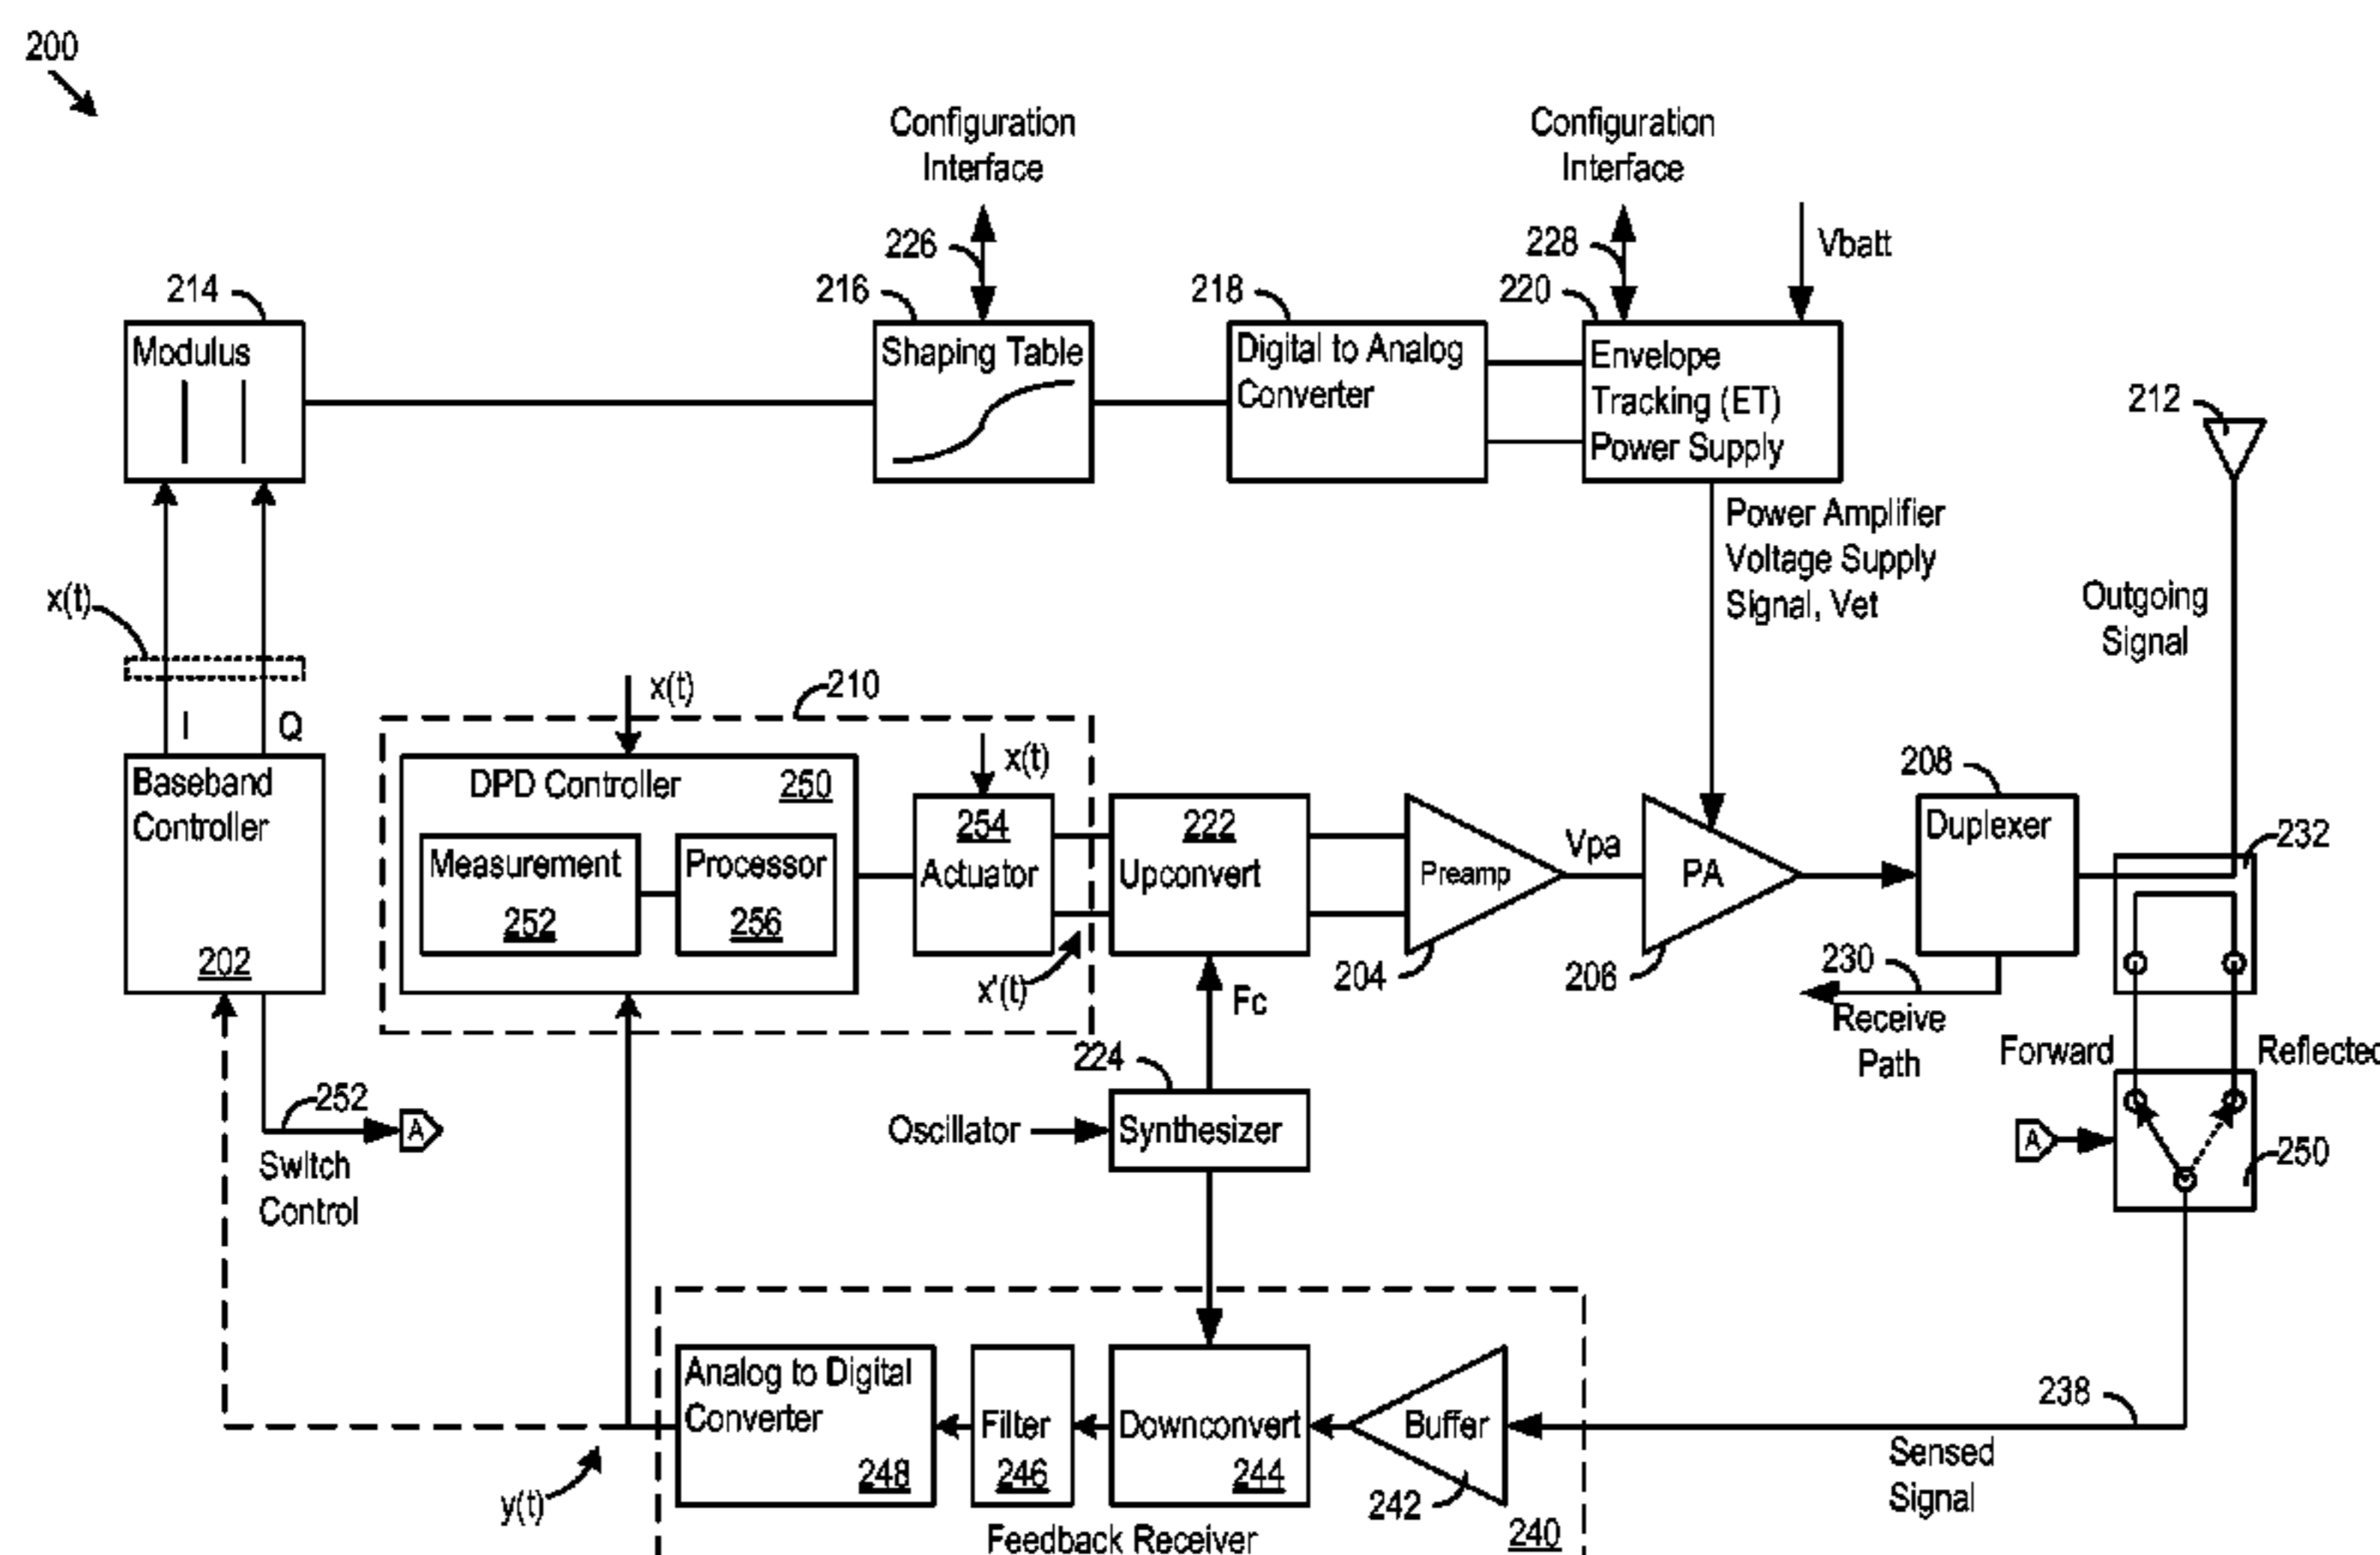 200
Configuration
Interface
Configuration
Interface
226
228
Vbatt
214
216
218
220
Modulus
Shaping Table
Digital to Analog
Converter
Envelope
Tracking (ET)
Power Supply
212
Power Amplifier
Voltage Supply
Signal, Vet
Outgoing
Signal
x(t)
I
Q
x(t)
210
x(t)
Baseband
Controller
202
DPD Controller
250
Measurement
252
Processor
256
254
Actuator
x'(t)
222
Upconvert
Preamp
204
Vpa
PA
206
208
Duplexer
232
230
Receive
Path
Fc
Forward
Reflected
224
Oscillator
Synthesizer
252
A
Switch
Control
A
250
238
Sensed
Signal
Analog to Digital
Converter
248
Filter
246
Downconvert
244
Buffer
242
y(t)
Feedback Receiver
240